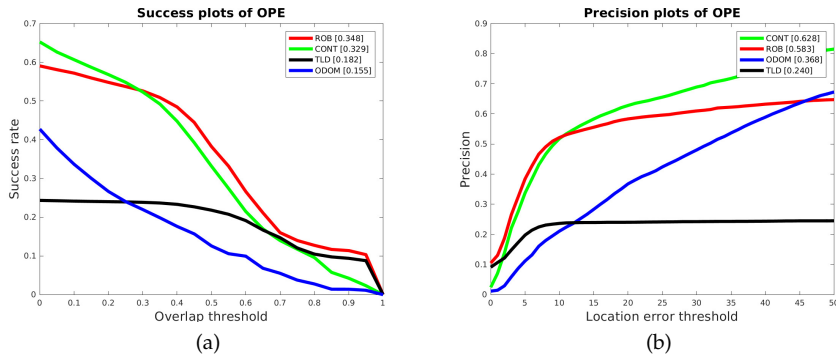 Success plots of OPE
ROB [0.348]
CONT [0.329]
TLD [0.182]
ODOM [0.155]
Success rate
0.7
0.6
0.5
0.4
0.3
0.2
0.1
0
0 0.1 0.2 0.3 0.4 0.5 0.6 0.7 0.8 0.9 1
Overlap threshold
(a)
Precision plots of OPE
CONT [0.628]
ROB [0.583]
ODOM [0.368]
TLD [0.240]
Precision
0.9
0.8
0.7
0.6
0.5
0.4
0.3
0.2
0.1
0
0 5 10 15 20 25 30 35 40 45 50
Location error threshold
(b)